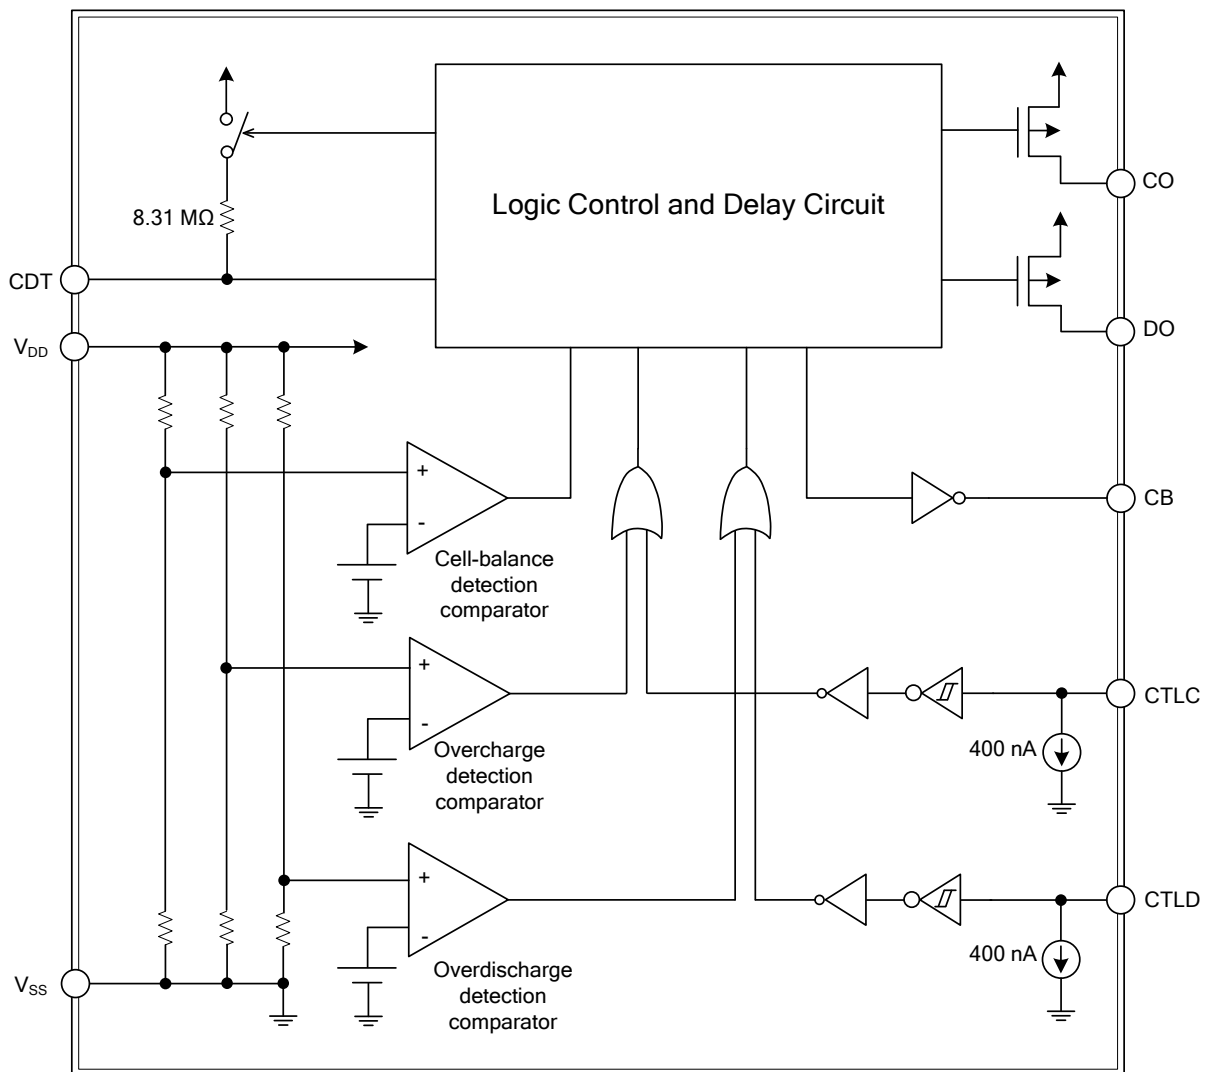 Logic Control and Delay Circuit
8.31 MΩ
CDT
VDD
VSS
CO
DO
CB
CTLC
CTLD
+
-
Cell-balance
detection
comparator
+
-
Overcharge
detection
comparator
400 nA
+
-
Overdischarge
detection
comparator
400 nA